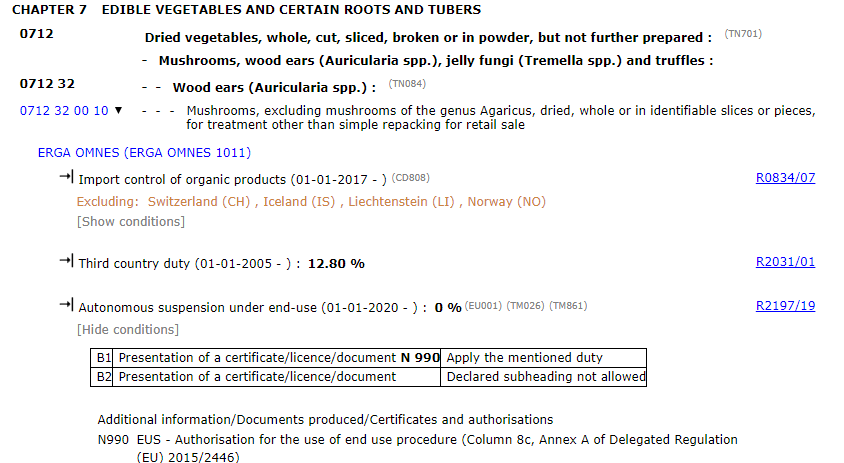 CHAPTER 7 EDIBLE VEGETABLES AND CERTAIN ROOTS AND TUBERS
0712 Dried vegetables, whole, cut, sliced, broken or in powder, but not further prepared : (TN701)
- Mushrooms, wood ears (Auricularia spp.), jelly fungi (Tremella spp.) and truffles :
0712 32 - - Wood ears (Auricularia spp.) : (TN084)
0712 32 00 10 ▼ - - - Mushrooms, excluding mushrooms of the genus Agaricus, dried, whole or in identifiable slices or pieces,
for treatment other than simple repacking for retail sale
ERGA OMNES (ERGA OMNES 1011)
Import control of organic products (01-01-2017 - ) (CD808) R0834/07
Excluding: Switzerland (CH) , Iceland (IS) , Liechtenstein (LI) , Norway (NO)
[Show conditions]
Third country duty (01-01-2005 - ) : 12.80 % R2031/01
Autonomous suspension under end-use (01-01-2020 - ) : 0 % (EU001) (TM026) (TM861) R2197/19
[Hide conditions]
B1 Presentation of a certificate/licence/document N 990 Apply the mentioned duty
B2 Presentation of a certificate/licence/document Declared subheading not allowed
Additional information/Documents produced/Certificates and authorisations
N990 EUS - Authorisation for the use of end use procedure (Column 8c, Annex A of Delegated Regulation
(EU) 2015/2446)